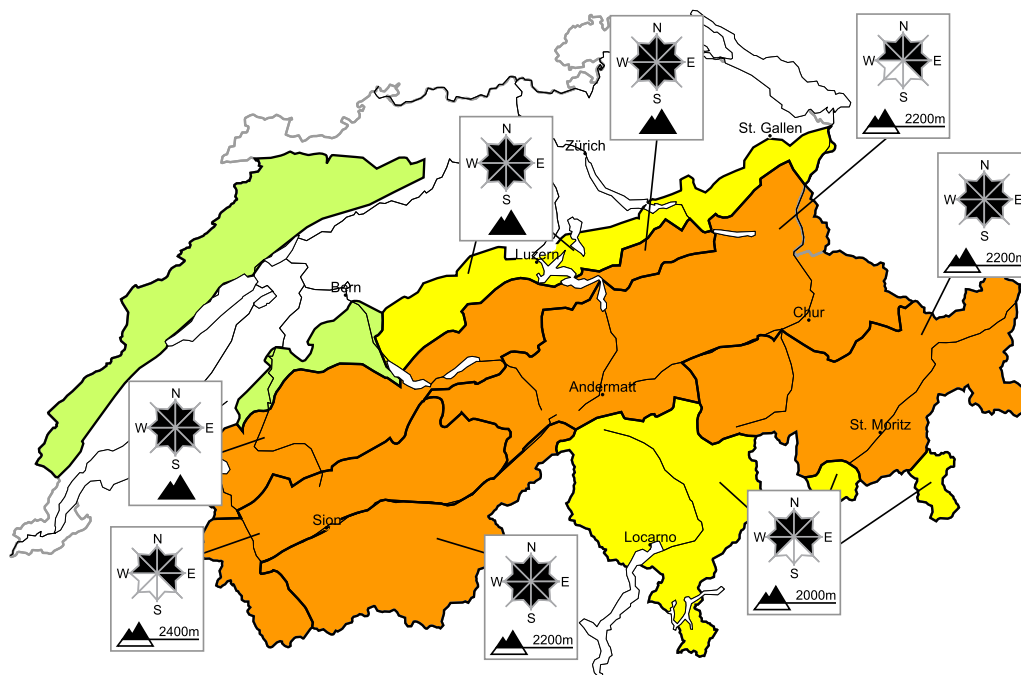 N
W E
S
N
W E
S
2200m
St. Gallen
N
W E
S
Zürich
N
W E
S
2200m
Luzern
Bern
Chur
Andermatt
N
W E
S
St. Moritz
N
W E
S
2000m
Sion
Locarno
N
W E
S
2400m
N
W E
S
2200m